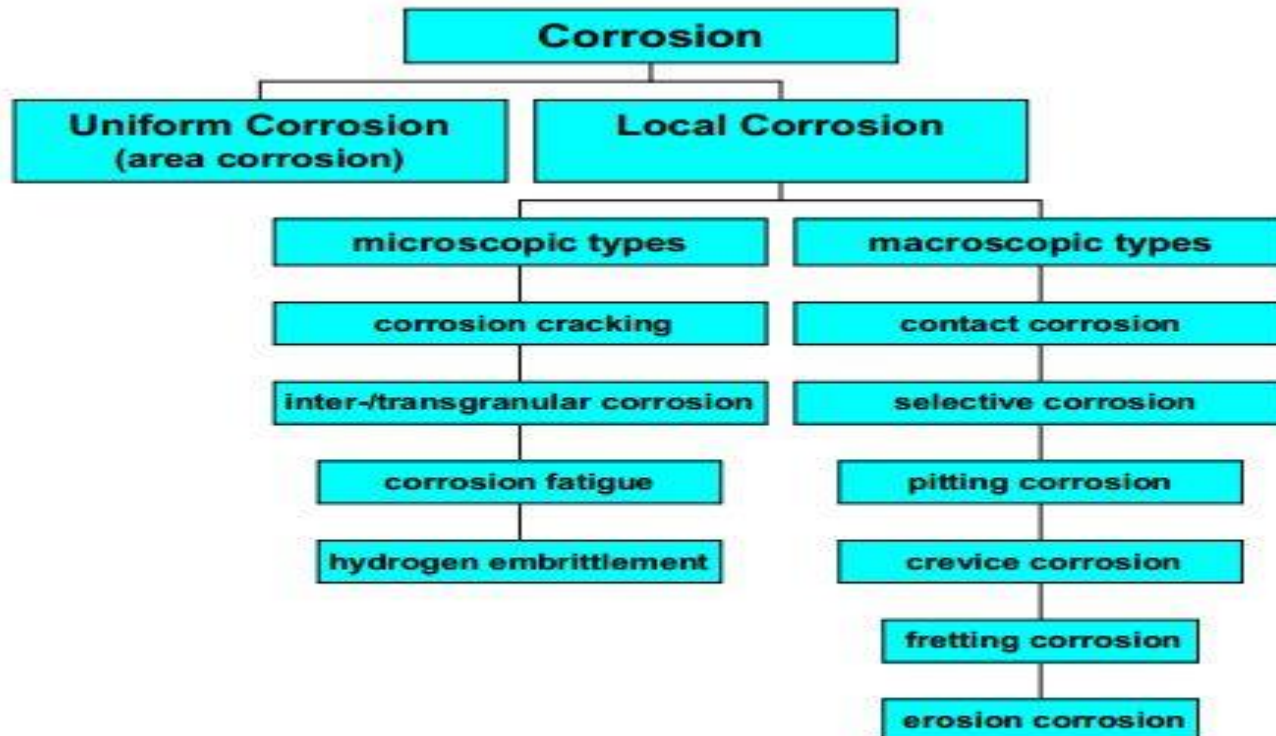 Corrosion
Uniform Corrosion
(area corrosion)
Local Corrosion
microscopic types
macroscopic types
corrosion cracking
contact corrosion
inter-/transgranular corrosion
selective corrosion
corrosion fatigue
pitting corrosion
hydrogen embrittlement
crevice corrosion
fretting corrosion
erosion corrosion